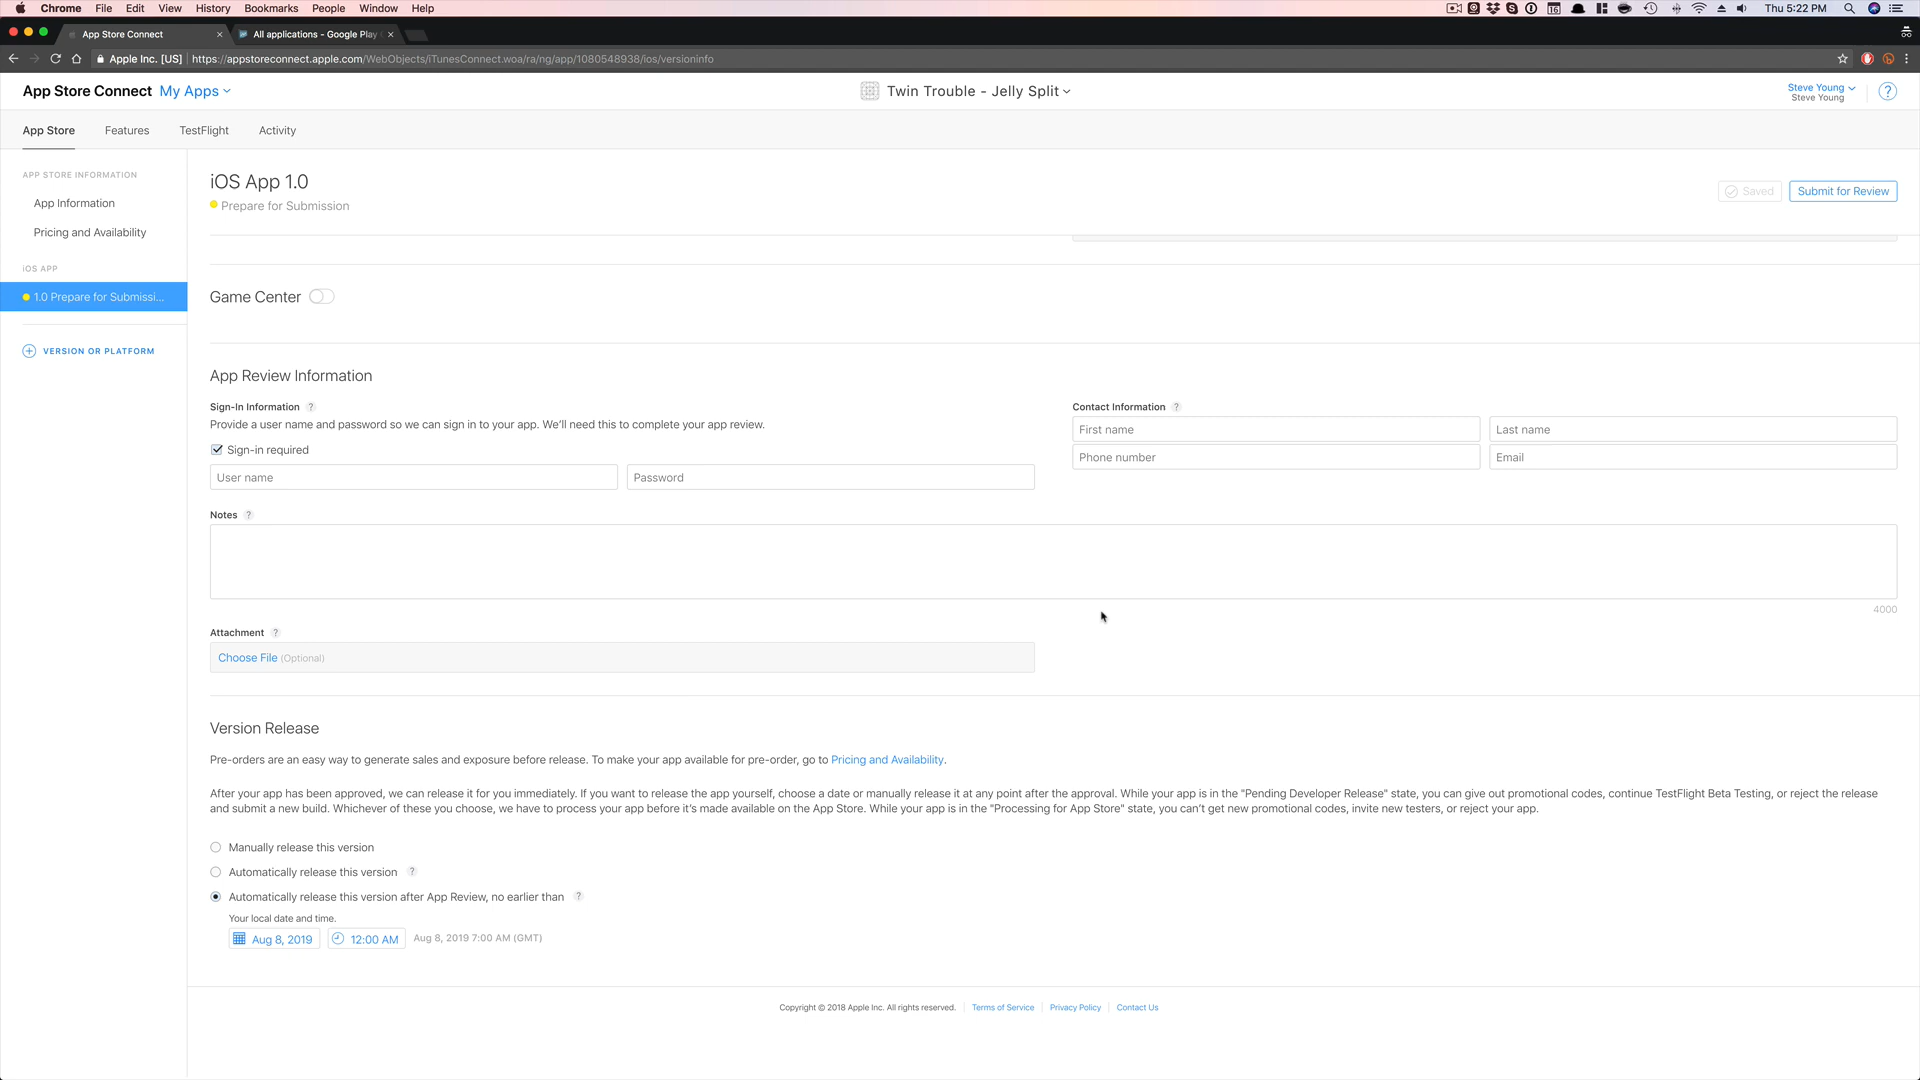 Chrome File Edit View History Bookmarks People Window Help
16
Thu 5:22 PM
App Store Connect
All applications - Google Play
Apple Inc. [US] https://appstoreconnect.apple.com/WebObjects/iTunesConnect.woa/ra/ng/app/1080548938/ios/versioninfo
App Store Connect My Apps
Twin Trouble - Jelly Split
Steve Young
Steve Young
?
App Store Features TestFlight Activity
APP STORE INFORMATION
App Information
Pricing and Availability
iOS APP
1.0 Prepare for Submissi...
VERSION OR PLATFORM
iOS App 1.0
Prepare for Submission
Saved
Submit for Review
Game Center
App Review Information
Sign-In Information ?
Provide a user name and password so we can sign in to your app. We'll need this to complete your app review.
Sign-in required
User name
Password
Contact Information ?
First name
Last name
Phone number
Email
Notes ?
4000
Attachment ?
Choose File (Optional)
Version Release
Pre-orders are an easy way to generate sales and exposure before release. To make your app available for pre-order, go to Pricing and Availability.
After your app has been approved, we can release it for you immediately. If you want to release the app yourself, choose a date or manually release it at any point after the approval. While your app is in the "Pending Developer Release" state, you can give out promotional codes, continue TestFlight Beta Testing, or reject the release
and submit a new build. Whichever of these you choose, we have to process your app before it's made available on the App Store. While your app is in the "Processing for App Store" state, you can't get new promotional codes, invite new testers, or reject your app.
Manually release this version
Automatically release this version ?
Automatically release this version after App Review, no earlier than ?
Your local date and time.
Aug 8, 2019
12:00 AM
Aug 8, 2019 7:00 AM (GMT)
Copyright © 2018 Apple Inc. All rights reserved. Terms of Service Privacy Policy Contact Us